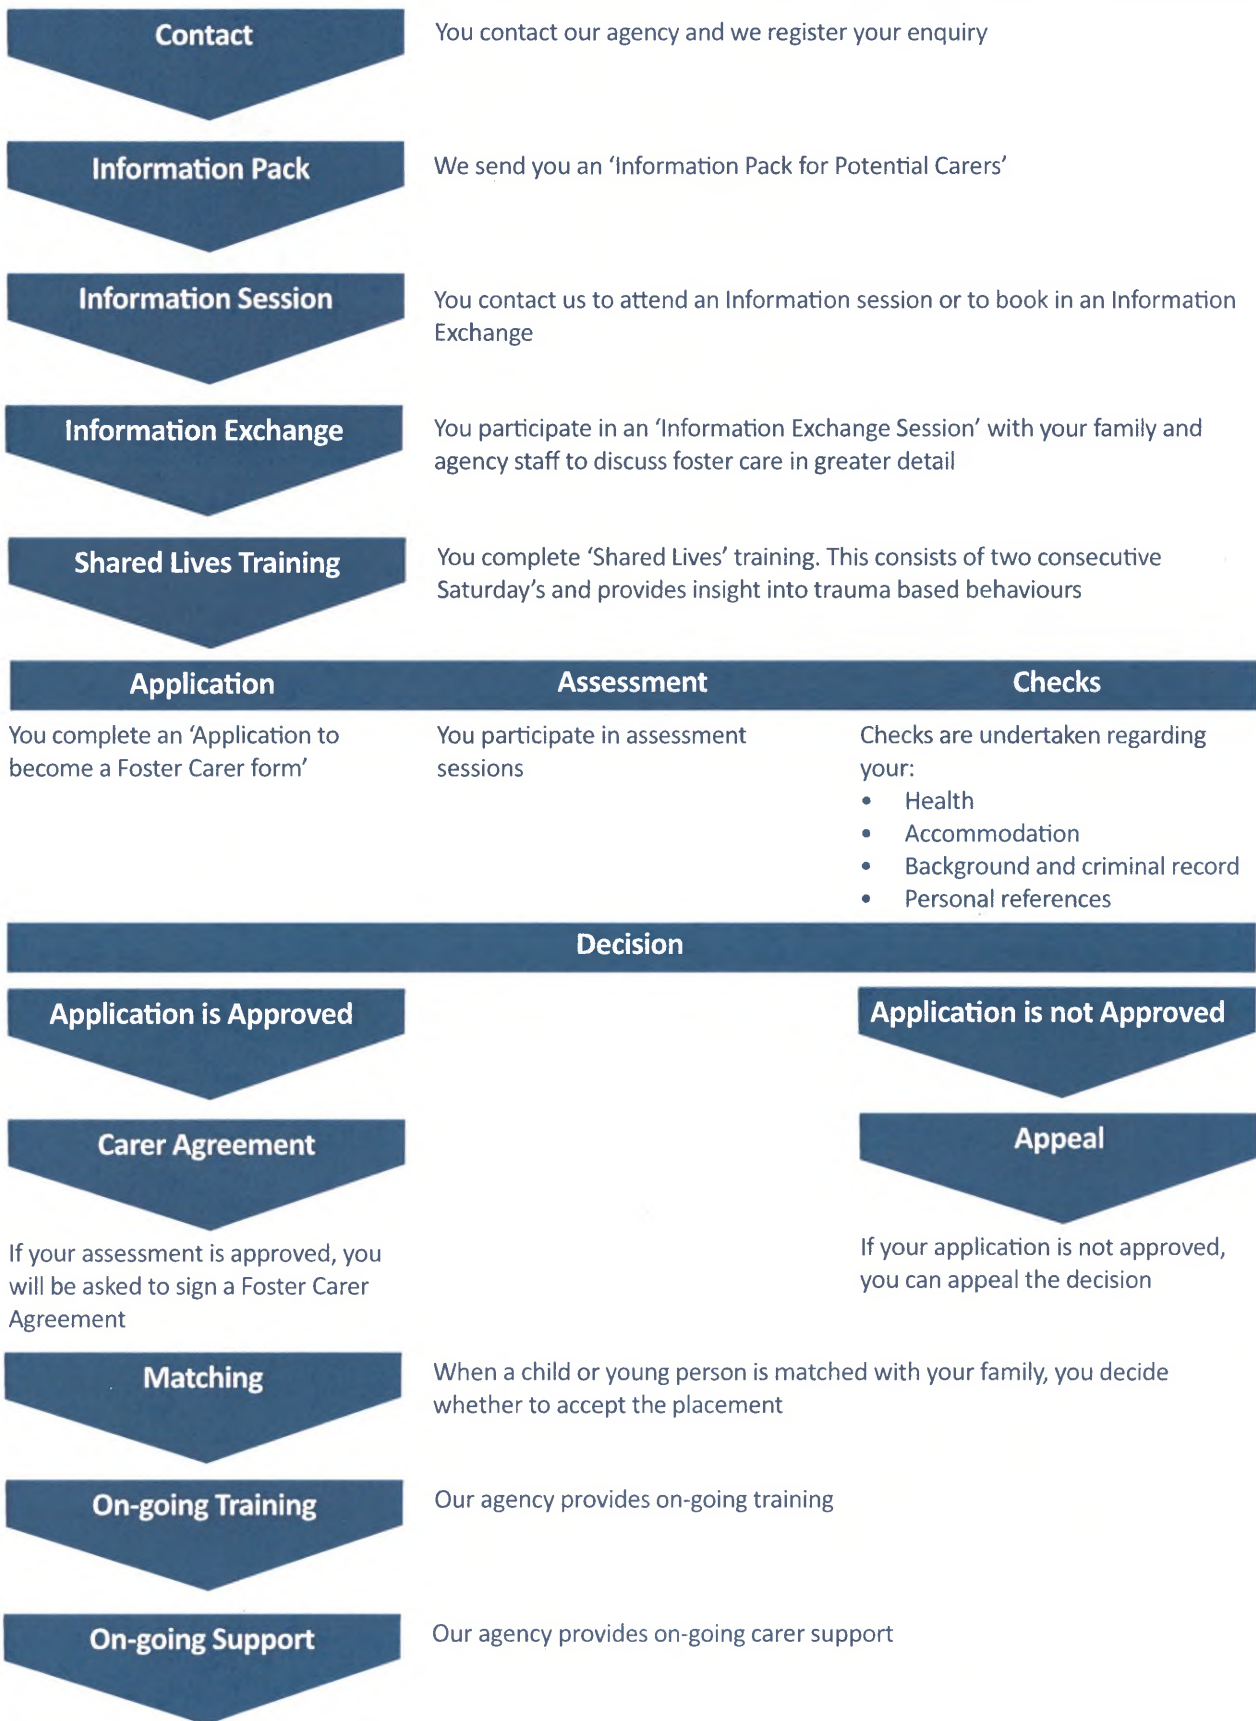 Contact
You contact our agency and we register your enquiry
Information Pack
We send you an ‘Information Pack for Potential Carers’
Information Session
You contact us to attend an Information session or to book in an Information
Exchange
Information Exchange
You participate in an ‘Information Exchange Session’ with your family and
agency staff to discuss foster care in greater detail
Shared Lives Training
You complete ‘Shared Lives’ training. This consists of two consecutive
Saturday’s and provides insight into trauma based behaviours
Application
You complete an ‘Application to
become a Foster Carer form’
Assessment
You participate in assessment
sessions
Checks
Checks are undertaken regarding
your:
• Health
• Accommodation
• Background and criminal record
• Personal references
Decision
Application is Approved
Carer Agreement
If your assessment is approved, you
will be asked to sign a Foster Carer
Agreement
Application is not Approved
Appeal
If your application is not approved,
you can appeal the decision
Matching
When a child or young person is matched with your family, you decide
whether to accept the placement
On-going Training
Our agency provides on-going training
On-going Support
Our agency provides on-going carer support